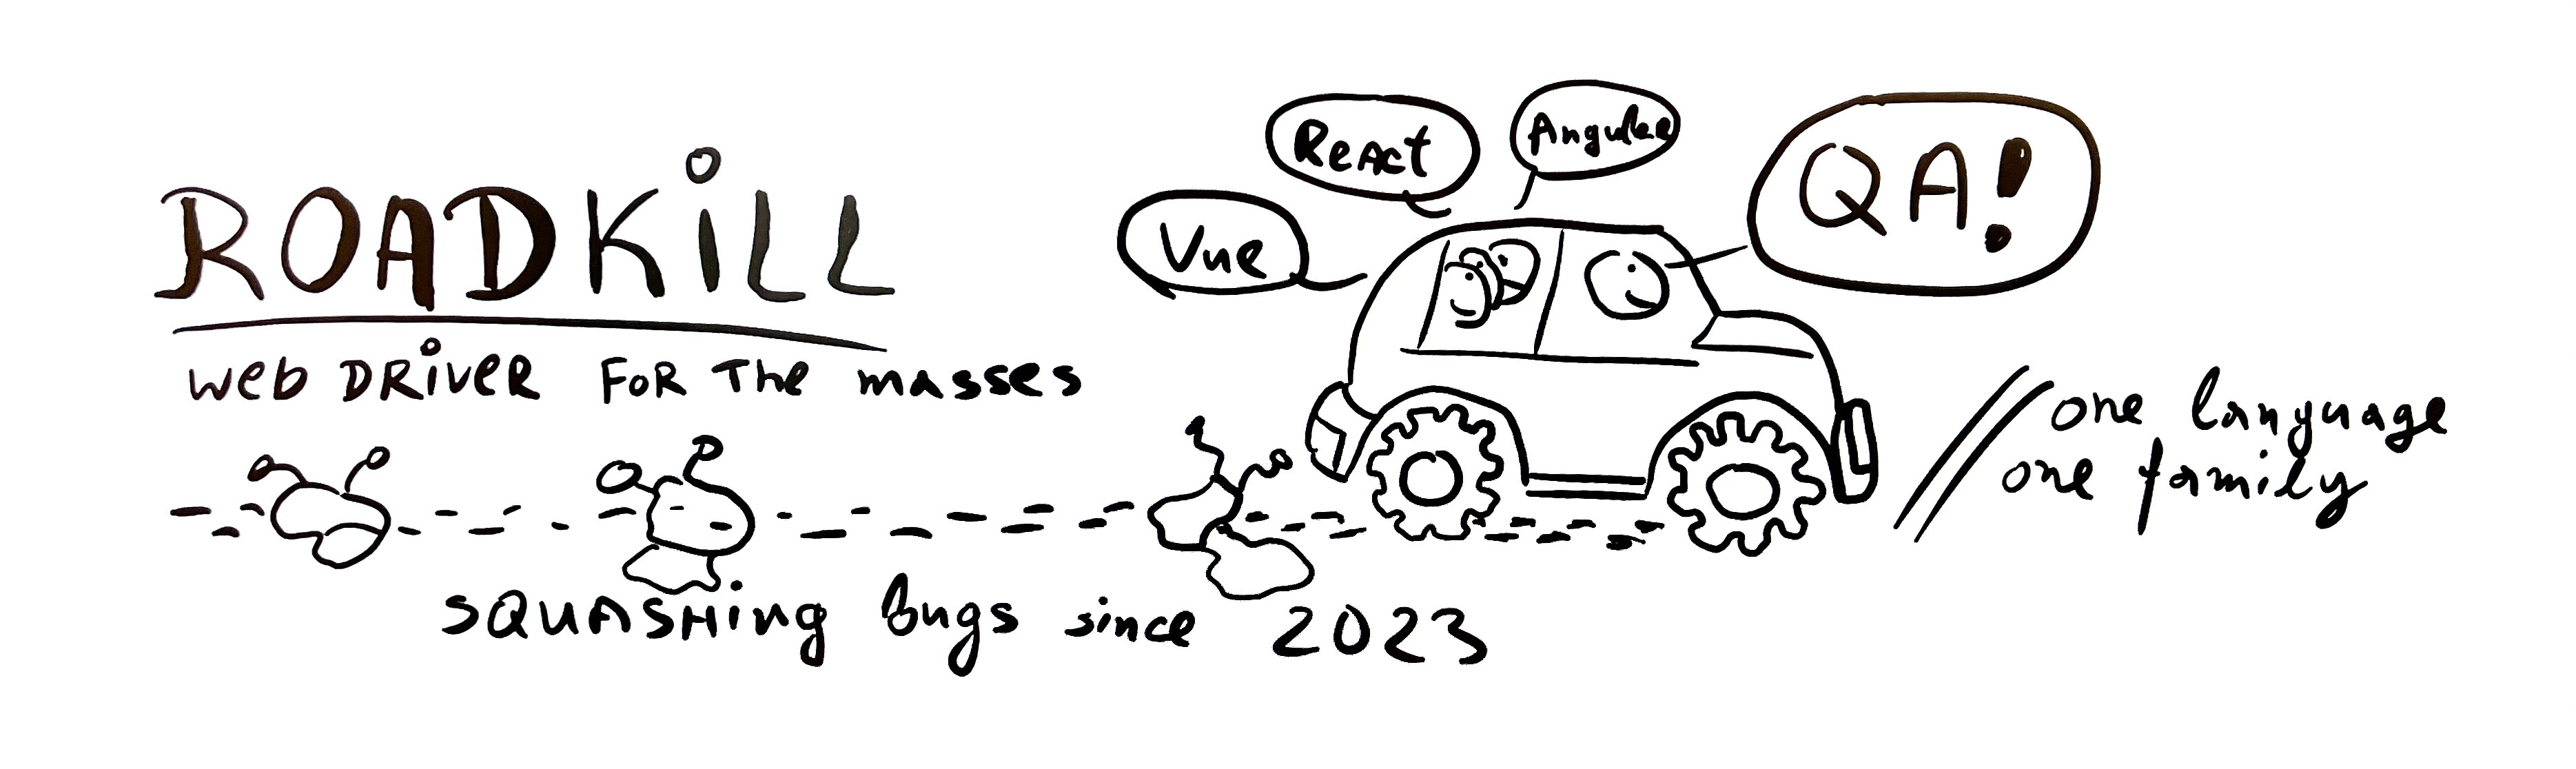 ROADKiLL
WeB DRiveR FoR The masses
Vue
ReAct
Angular
QA!
one language
one family
SQUASHing Bugs since 2023